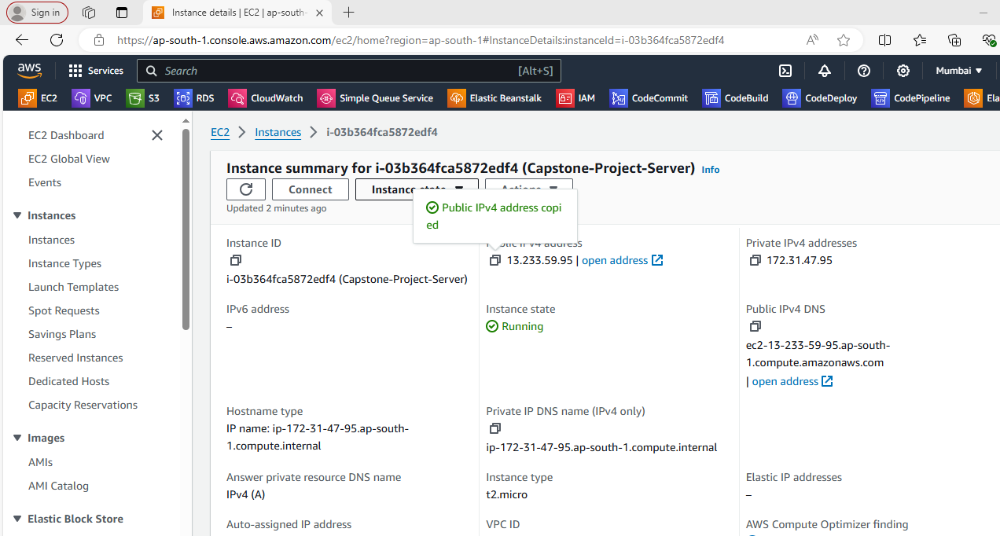 Sign in
Instance details | EC2 | ap-south-
https://ap-south-1.console.aws.amazon.com/ec2/home?region=ap-south-1#InstanceDetails:instanceId=i-03b364fca5872edf4
aws
Services
Search
[Alt+S]
Mumbai
EC2
VPC
S3
RDS
CloudWatch
Simple Queue Service
Elastic Beanstalk
IAM
CodeCommit
CodeBuild
CodeDeploy
CodePipeline
Ela
EC2 Dashboard
EC2 Global View
Events
Instances
Instances
Instance Types
Launch Templates
Spot Requests
Savings Plans
Reserved Instances
Dedicated Hosts
Capacity Reservations
Images
AMIs
AMI Catalog
Elastic Block Store
EC2 > Instances > i-03b364fca5872edf4
Instance summary for i-03b364fca5872edf4 (Capstone-Project-Server) Info
Connect
Instance state
Actions
Updated 2 minutes ago
Public IPv4 address copi
ed
Instance ID
i-03b364fca5872edf4 (Capstone-Project-Server)
Public IPv4 address
13.233.59.95 | open address
Private IPv4 addresses
172.31.47.95
IPv6 address
–
Instance state
Running
Public IPv4 DNS
ec2-13-233-59-95.ap-south-
1.compute.amazonaws.com
| open address
Hostname type
IP name: ip-172-31-47-95.ap-south-
1.compute.internal
Private IP DNS name (IPv4 only)
ip-172-31-47-95.ap-south-1.compute.internal
Answer private resource DNS name
IPv4 (A)
Instance type
t2.micro
Elastic IP addresses
–
Auto-assigned IP address
VPC ID
AWS Compute Optimizer finding